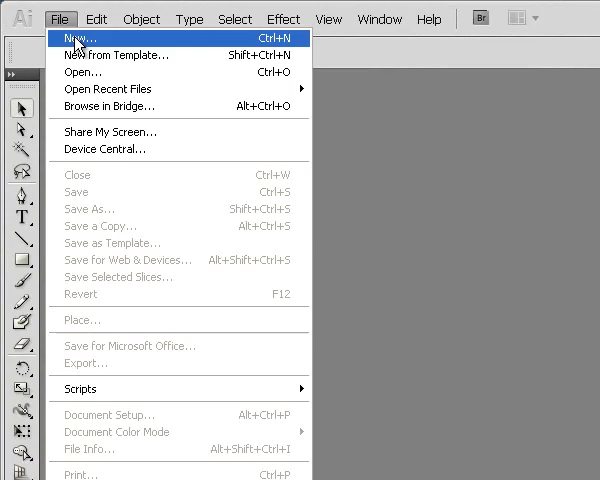 Ai File Edit Object Type Select Effect View Window Help Br
New... Ctrl+N
New from Template... Shift+Ctrl+N
Open... Ctrl+O
Open Recent Files
Browse in Bridge... Alt+Ctrl+O
Share My Screen...
Device Central...
Close Ctrl+W
Save Ctrl+S
Save As... Shift+Ctrl+S
Save a Copy... Alt+Ctrl+S
Save as Template...
Save for Web & Devices... Alt+Shift+Ctrl+S
Save Selected Slices...
Revert F12
Place...
Save for Microsoft Office...
Export...
Scripts
Document Setup... Alt+Ctrl+P
Document Color Mode
File Info... Alt+Shift+Ctrl+I
Print... Ctrl+P